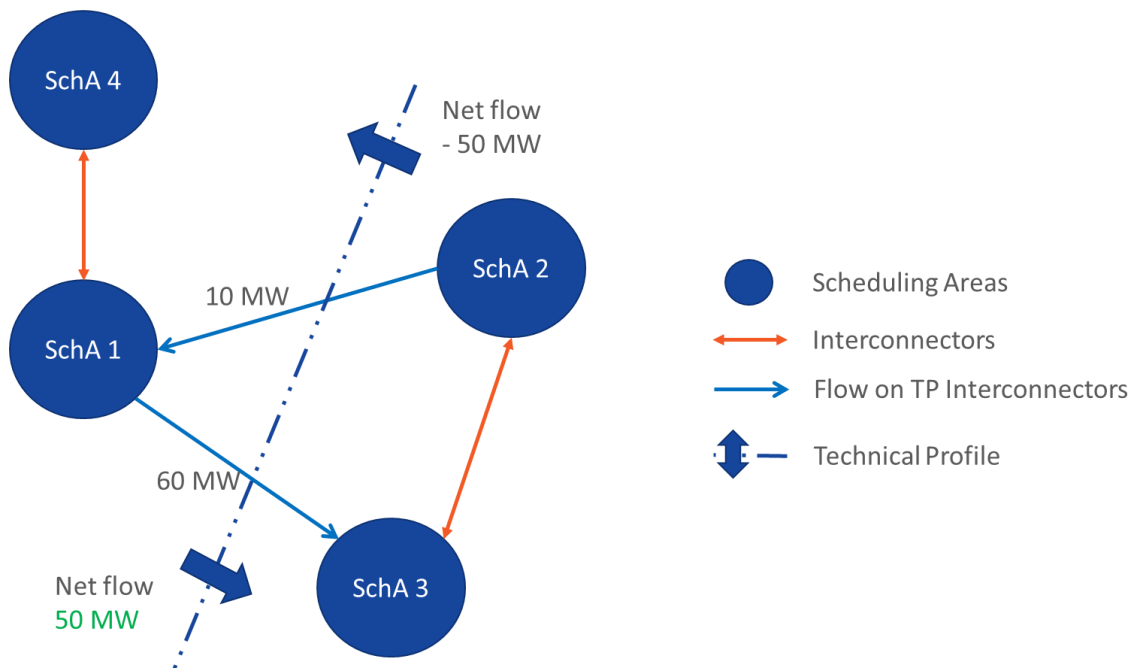 SchA 4
Net flow
- 50 MW
SchA 2
10 MW
SchA 1
60 MW
Net flow
50 MW
SchA 3
Scheduling Areas
Interconnectors
Flow on TP Interconnectors
Technical Profile